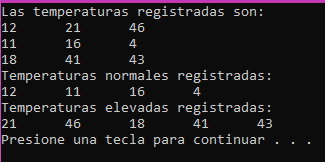 Las temperaturas registradas son:
12 21 46
11 16 4
18 41 43
Temperaturas normales registradas:
12 11 16 4
Temperaturas elevadas registradas:
21 46 18 41 43
Presione una tecla para continuar . . .